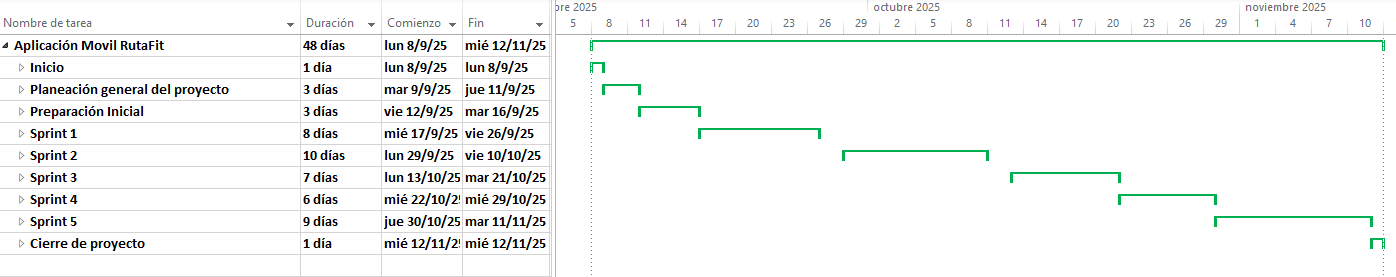 bre 2025 octubre 2025 noviembre 2025
Nombre de tarea Duración Comienzo Fin 5 8 11 14 17 20 23 26 29 2 5 8 11 14 17 20 23 26 29 1 4 7 10
Aplicación Movil RutaFit 48 días lun 8/9/25 mié 12/11/25
Inicio 1 día lun 8/9/25 lun 8/9/25
Planeación general del proyecto 3 días mar 9/9/25 jue 11/9/25
Preparación Inicial 3 días vie 12/9/25 mar 16/9/25
Sprint 1 8 días mié 17/9/25 vie 26/9/25
Sprint 2 10 días lun 29/9/25 vie 10/10/25
Sprint 3 7 días lun 13/10/25 mar 21/10/25
Sprint 4 6 días mié 22/10/25 mié 29/10/25
Sprint 5 9 días jue 30/10/25 mar 11/11/25
Cierre de proyecto 1 día mié 12/11/25 mié 12/11/25